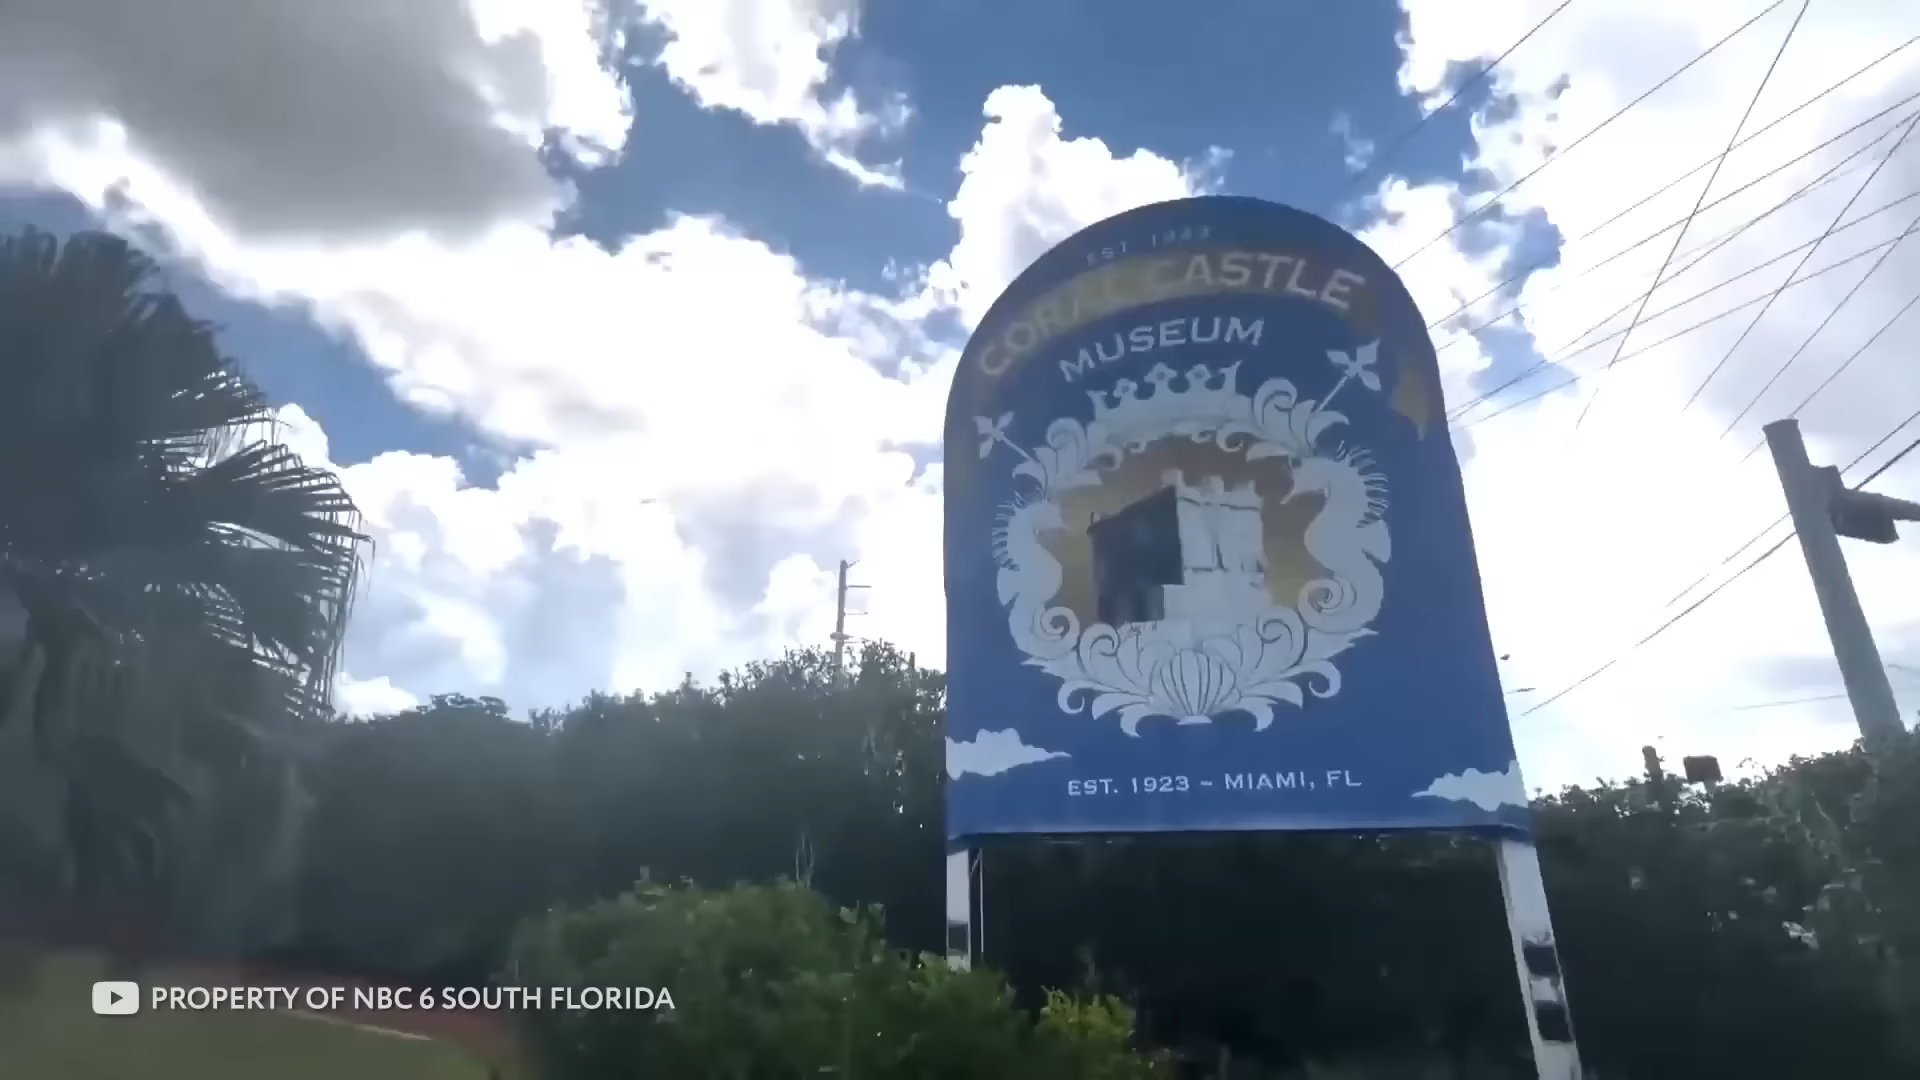 EST. 1923
CORAL CASTLE
MUSEUM
EST. 1923 – MIAMI, FL
PROPERTY OF NBC 6 SOUTH FLORIDA